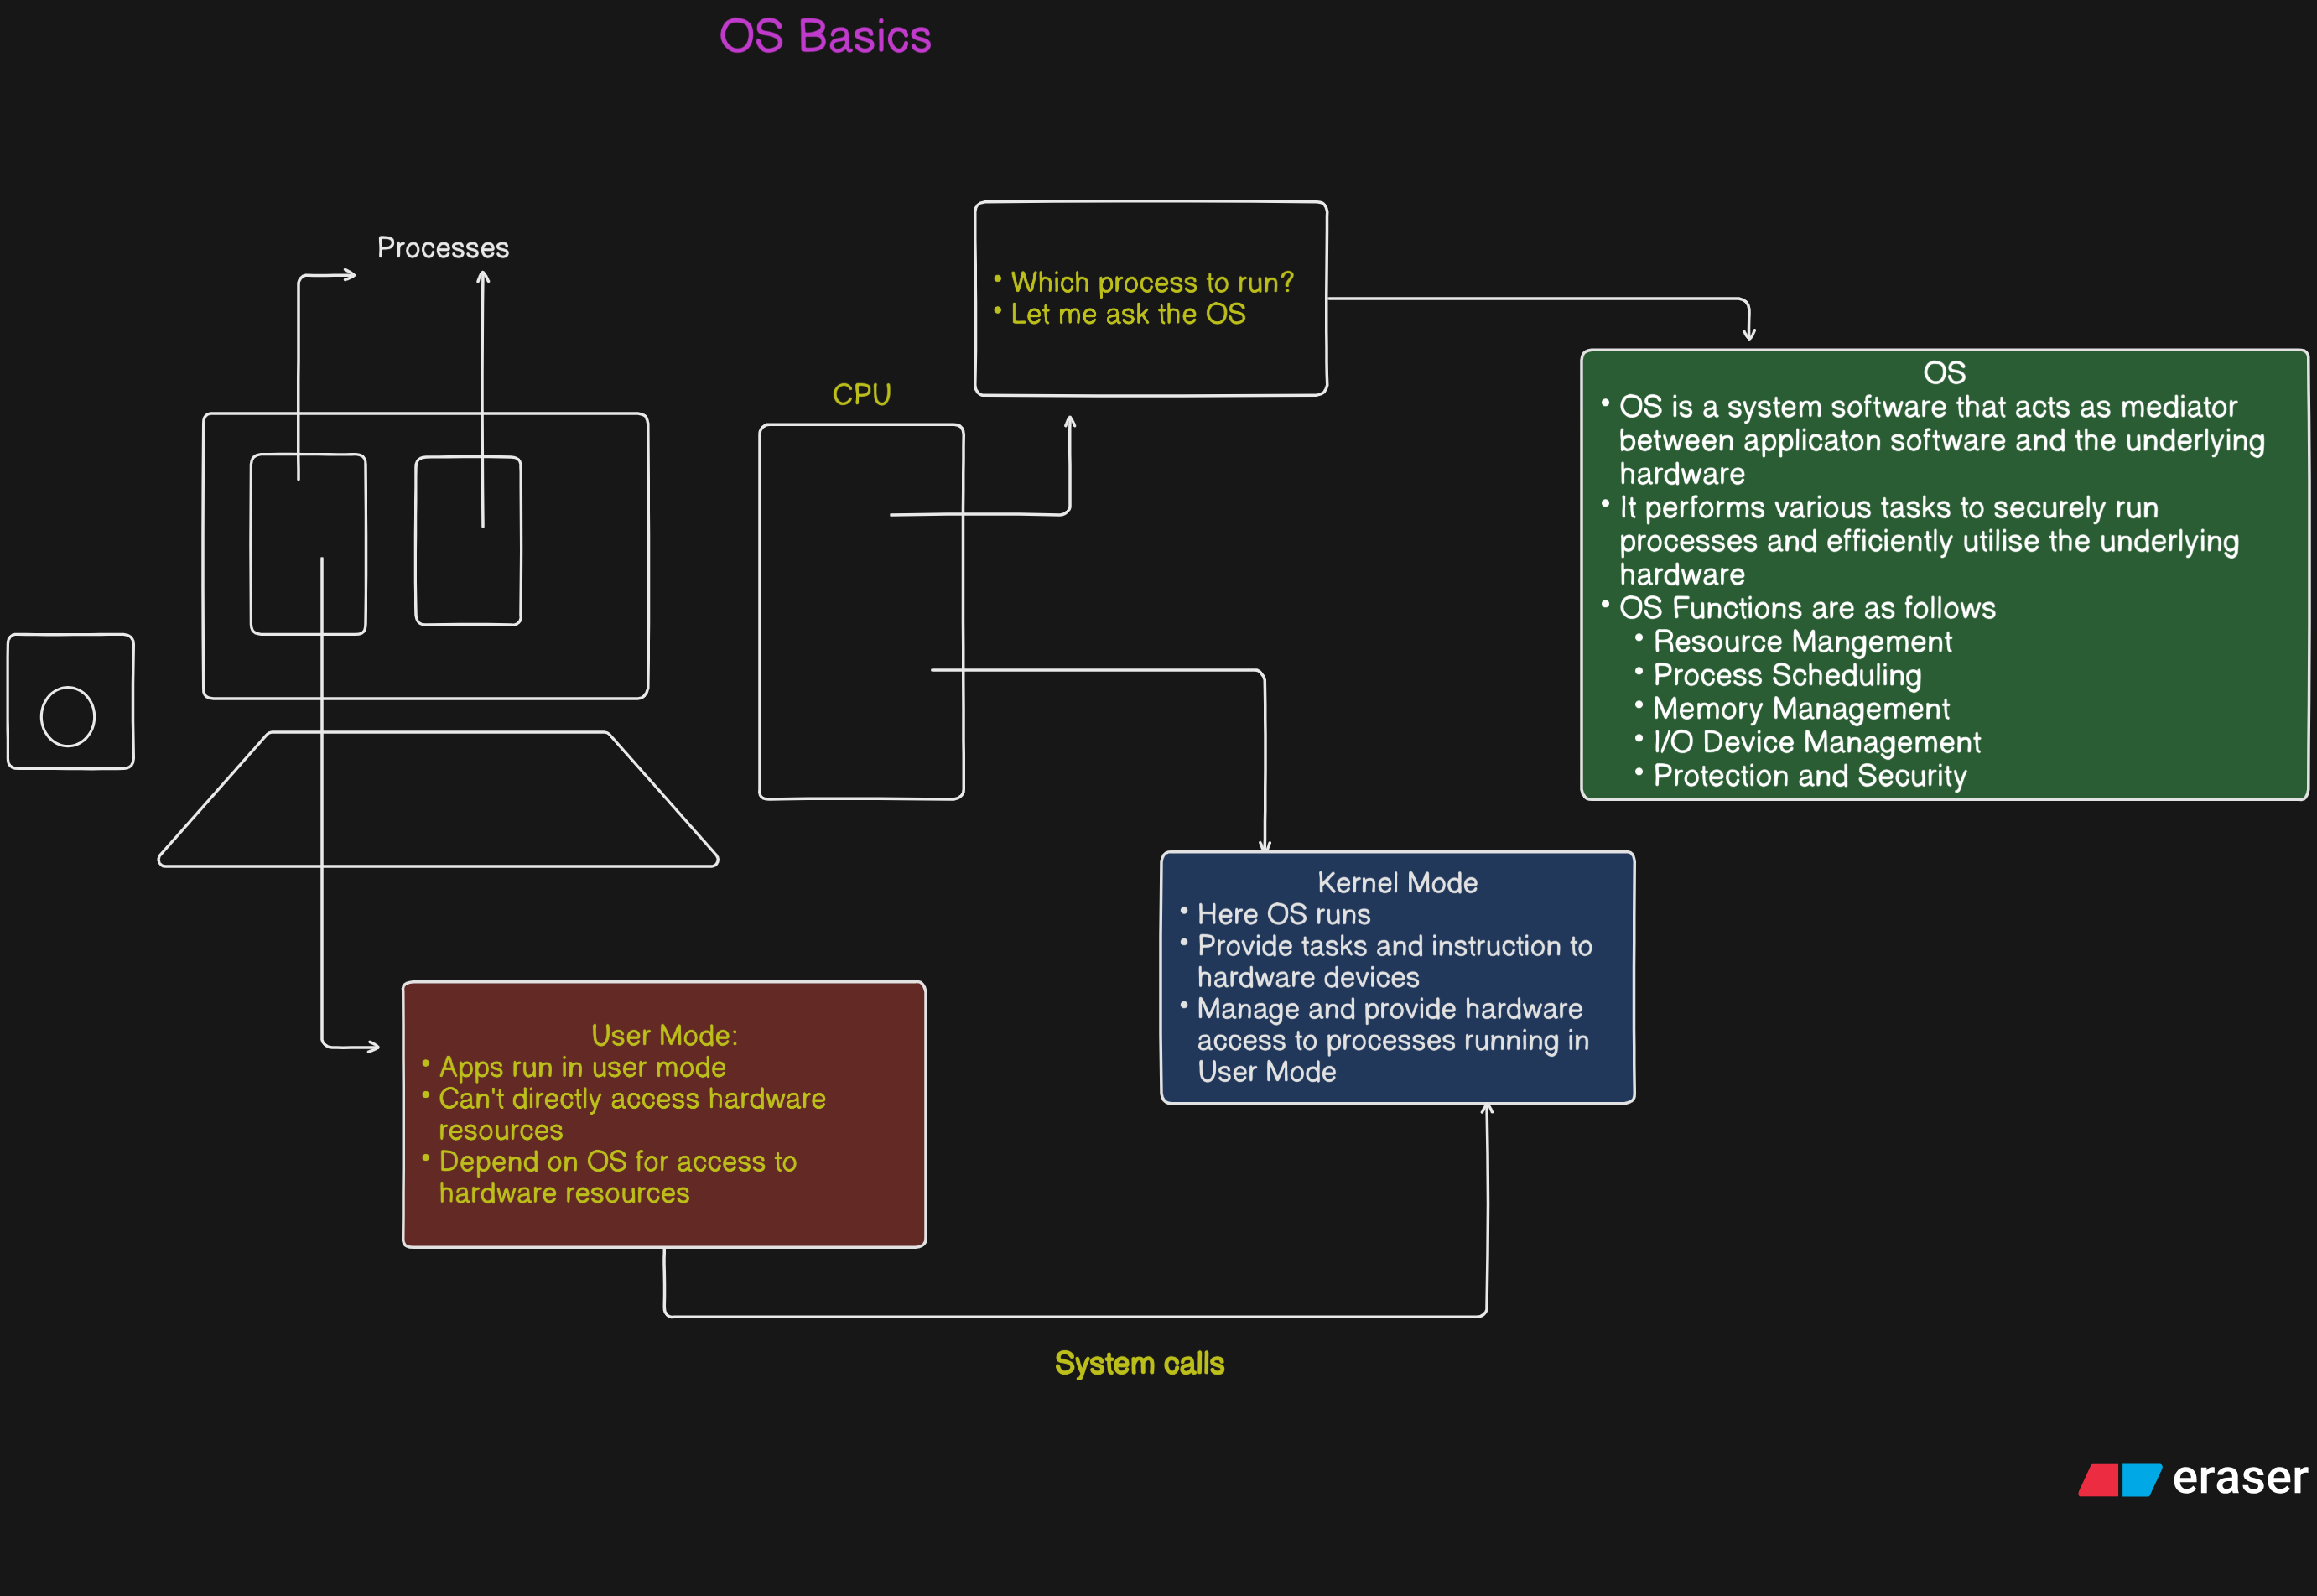 OS Basics
Processes
• Which process to run?
• Let me ask the OS
CPU
OS
• OS is a system software that acts as mediator
between applicaton software and the underlying
hardware
• It performs various tasks to securely run
processes and efficiently utilise the underlying
hardware
• OS Functions are as follows
• Resource Mangement
• Process Scheduling
• Memory Management
• I/O Device Management
• Protection and Security
Kernel Mode
• Here OS runs
• Provide tasks and instruction to
hardware devices
• Manage and provide hardware
access to processes running in
User Mode
User Mode:
• Apps run in user mode
• Can't directly access hardware
resources
• Depend on OS for access to
hardware resources
System calls
eraser